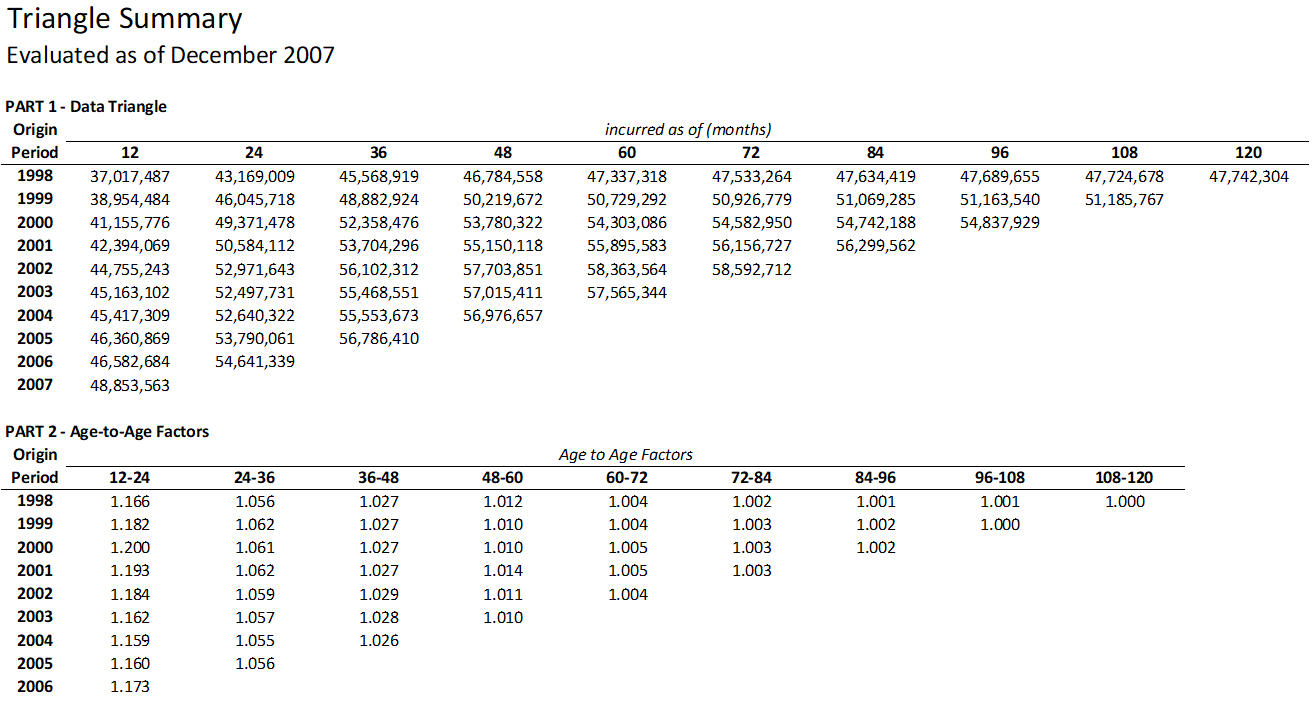 Triangle Summary
Evaluated as of December 2007
PART 1 - Data Triangle
Origin incurred as of (months)
Period 12 24 36 48 60 72 84 96 108 120
1998 37,017,487 43,169,009 45,568,919 46,784,558 47,337,318 47,533,264 47,634,419 47,689,655 47,724,678 47,742,304
1999 38,954,484 46,045,718 48,882,924 50,219,672 50,729,292 50,926,779 51,069,285 51,163,540 51,185,767
2000 41,155,776 49,371,478 52,358,476 53,780,322 54,303,086 54,582,950 54,742,188 54,837,929
2001 42,394,069 50,584,112 53,704,296 55,150,118 55,895,583 56,156,727 56,299,562
2002 44,755,243 52,971,643 56,102,312 57,703,851 58,363,564 58,592,712
2003 45,163,102 52,497,731 55,468,551 57,015,411 57,565,344
2004 45,417,309 52,640,322 55,553,673 56,976,657
2005 46,360,869 53,790,061 56,786,410
2006 46,582,684 54,641,339
2007 48,853,563
PART 2 - Age-to-Age Factors
Origin Age to Age Factors
Period 12-24 24-36 36-48 48-60 60-72 72-84 84-96 96-108 108-120
1998 1.166 1.056 1.027 1.012 1.004 1.002 1.001 1.001 1.000
1999 1.182 1.062 1.027 1.010 1.004 1.003 1.002 1.000
2000 1.200 1.061 1.027 1.010 1.005 1.003 1.002
2001 1.193 1.062 1.027 1.014 1.005 1.003
2002 1.184 1.059 1.029 1.011 1.004
2003 1.162 1.057 1.028 1.010
2004 1.159 1.055 1.026
2005 1.160 1.056
2006 1.173